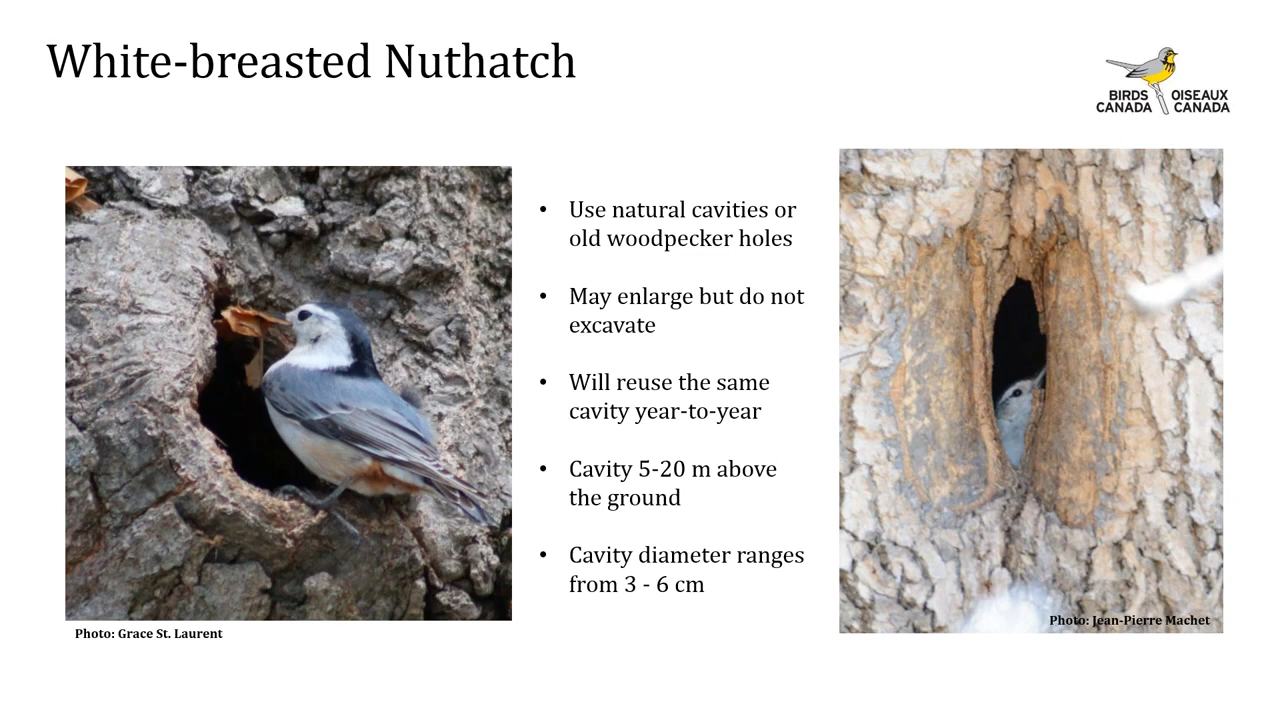 White-breasted Nuthatch
BIRDS CANADA
OISEAUX CANADA
• Use natural cavities or
old woodpecker holes
• May enlarge but do not
excavate
• Will reuse the same
cavity year-to-year
• Cavity 5-20 m above
the ground
• Cavity diameter ranges
from 3 - 6 cm
Photo: Grace St. Laurent
Photo: Jean-Pierre Machet